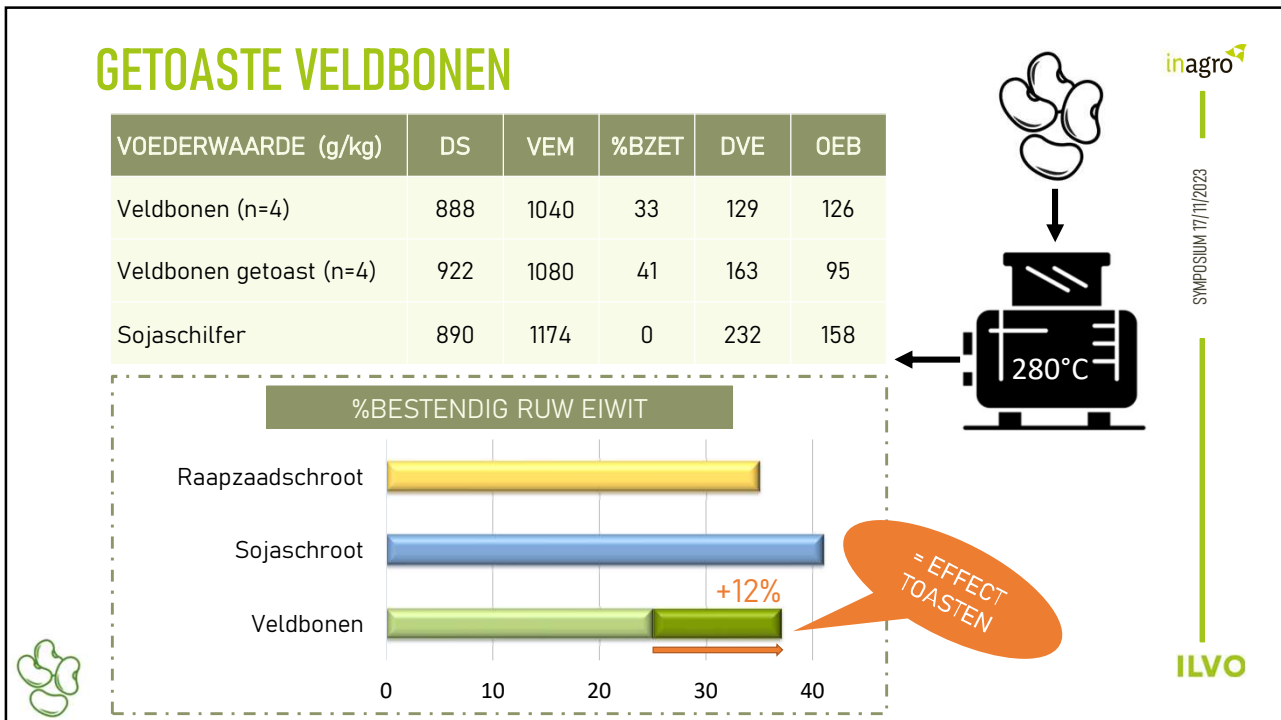 GETOASTE VELDBONEN
VOEDERWAARDE (g/kg) DS VEM %BZET DVE OEB
Veldbonen (n=4) 888 1040 33 129 126
Veldbonen getoast (n=4) 922 1080 41 163 95
Sojaschilfer 890 1174 0 232 158
280°C
%BESTENDIG RUW EIWIT
Raapzaadschroot
Sojaschroot
Veldbonen
+12%
= EFFECT
TOASTEN
0 10 20 30 40
inagro
SYMPOSIUM 17/11/2023
ILVO